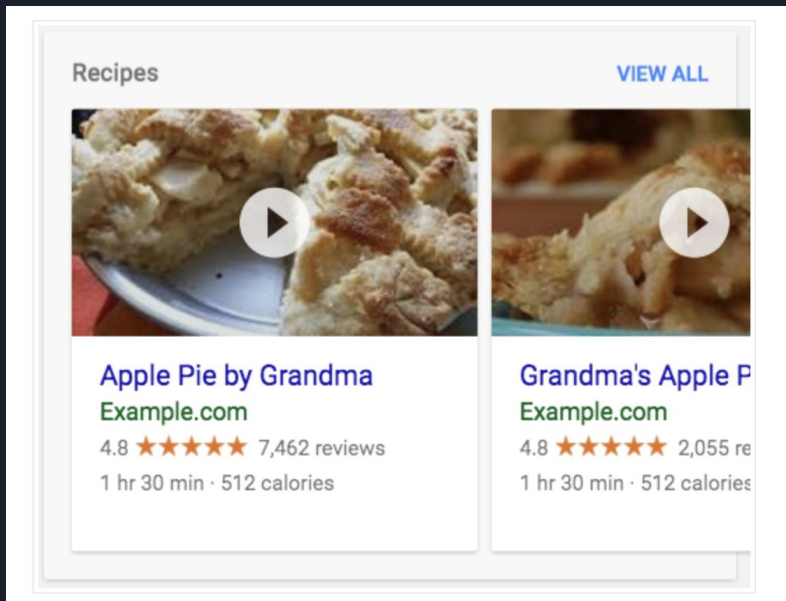 Recipes
VIEW ALL
Apple Pie by Grandma
Example.com
4.8 ★★★★★ 7,462 reviews
1 hr 30 min · 512 calories
Grandma's Apple P
Example.com
4.8 ★★★★★ 2,055 re
1 hr 30 min · 512 calories